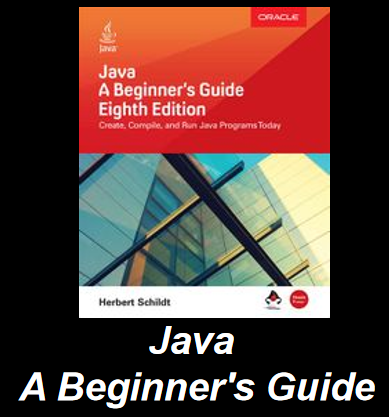 ORACLE
Java
Java
A Beginner's Guide
Eighth Edition
Create, Compile, and Run Java Programs Today
Herbert Schildt
Java
A Beginner's Guide